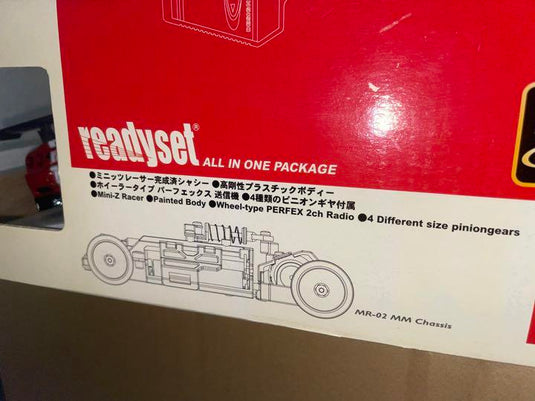 readyset® ALL IN ONE PACKAGE
●ミニッツレーサー完成済シャシー ●高剛性プラスチックボディー
●ホイーラータイプ パーフェックス 送信機 ●4種類のピニオンギヤ付属
●Mini-Z Racer ●Painted Body ●Wheel-type PERFEX 2ch Radio ●4 Different size piniongears
MR-02 MM Chassis